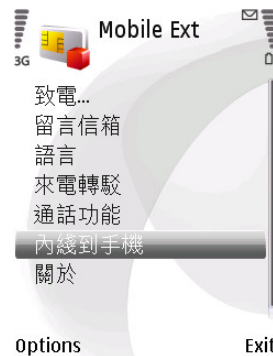 Mobile Ext
3G
致電...
留言信箱
語言
來電轉駁
通話功能
內綫到手機
關於
Options Exit